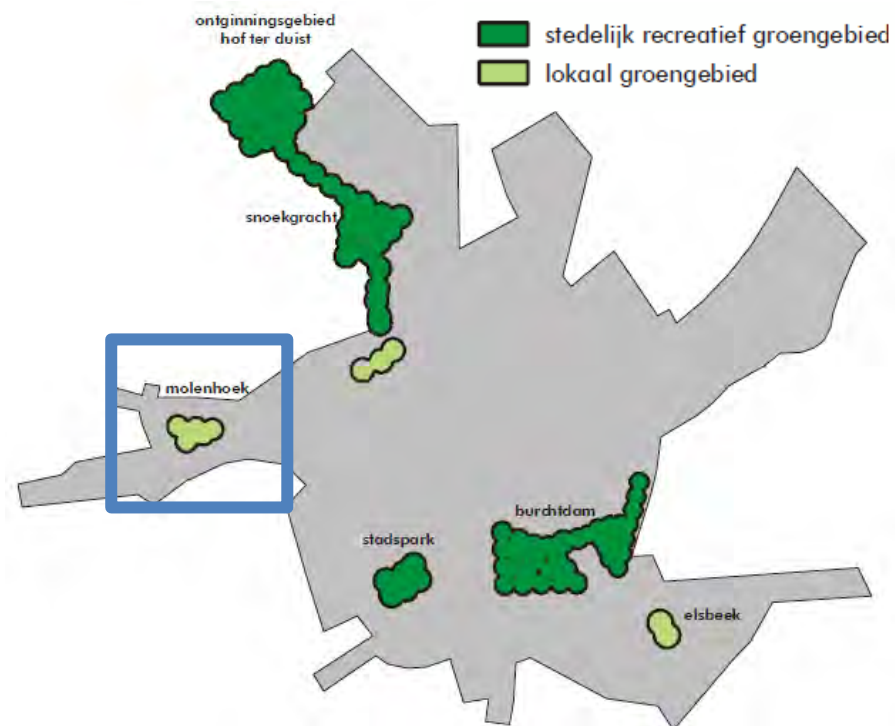 ontginningsgebied
hof ter duist
stedelijk recreatief groengebied
lokaal groengebied
snoekgracht
molenhoek
burchtdam
stadspark
elsbeek